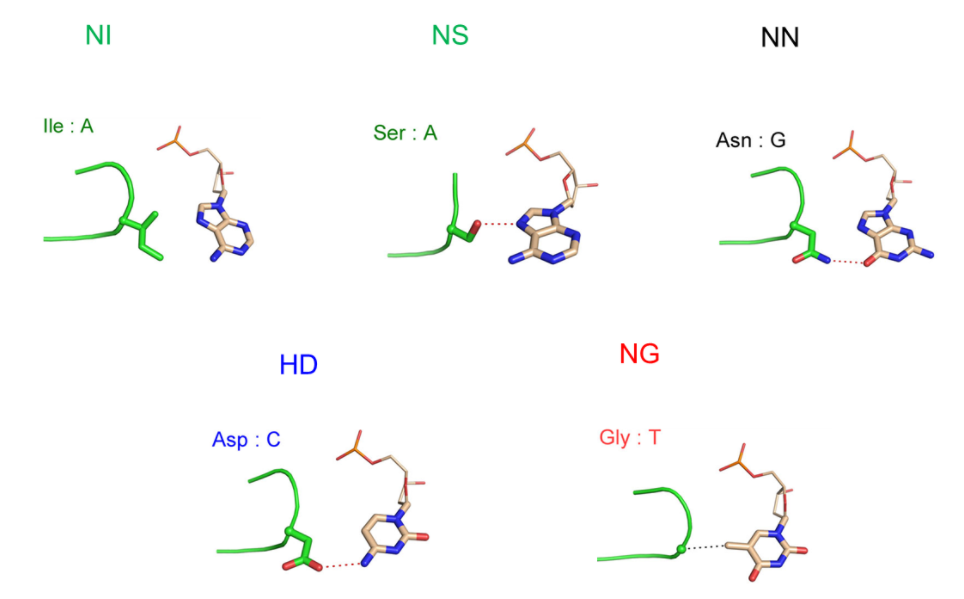 NI
NS
NN
Ile : A
Ser : A
Asn : G
HD
NG
Asp : C
Gly : T